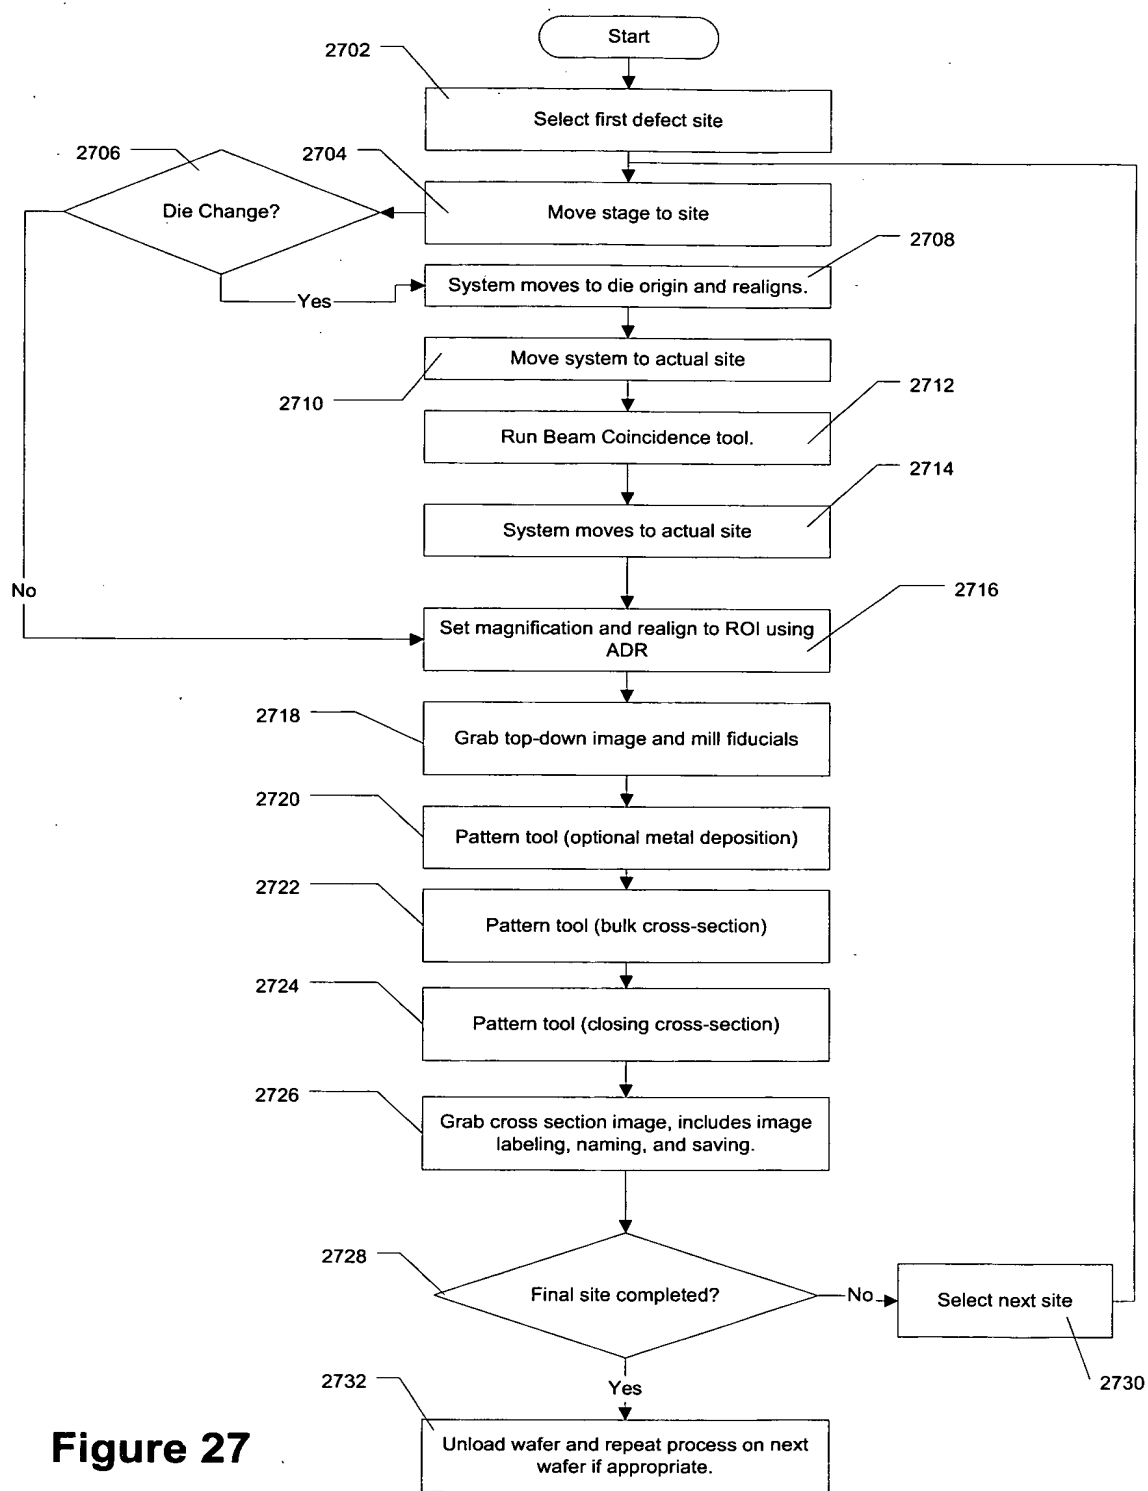 Start
2702
Select first defect site
2706
2704
Die Change?
Move stage to site
2708
System moves to die origin and realigns.
Yes
Move system to actual site
2710
2712
Run Beam Coincidence tool.
2714
System moves to actual site
No
2716
Set magnification and realign to ROI using
ADR
2718
Grab top-down image and mill fiducials
2720
Pattern tool (optional metal deposition)
2722
Pattern tool (bulk cross-section)
2724
Pattern tool (closing cross-section)
2726
Grab cross section image, includes image
labeling, naming, and saving.
2728
Final site completed?
No
Select next site
2730
Yes
2732
Unload wafer and repeat process on next
wafer if appropriate.
Figure 27